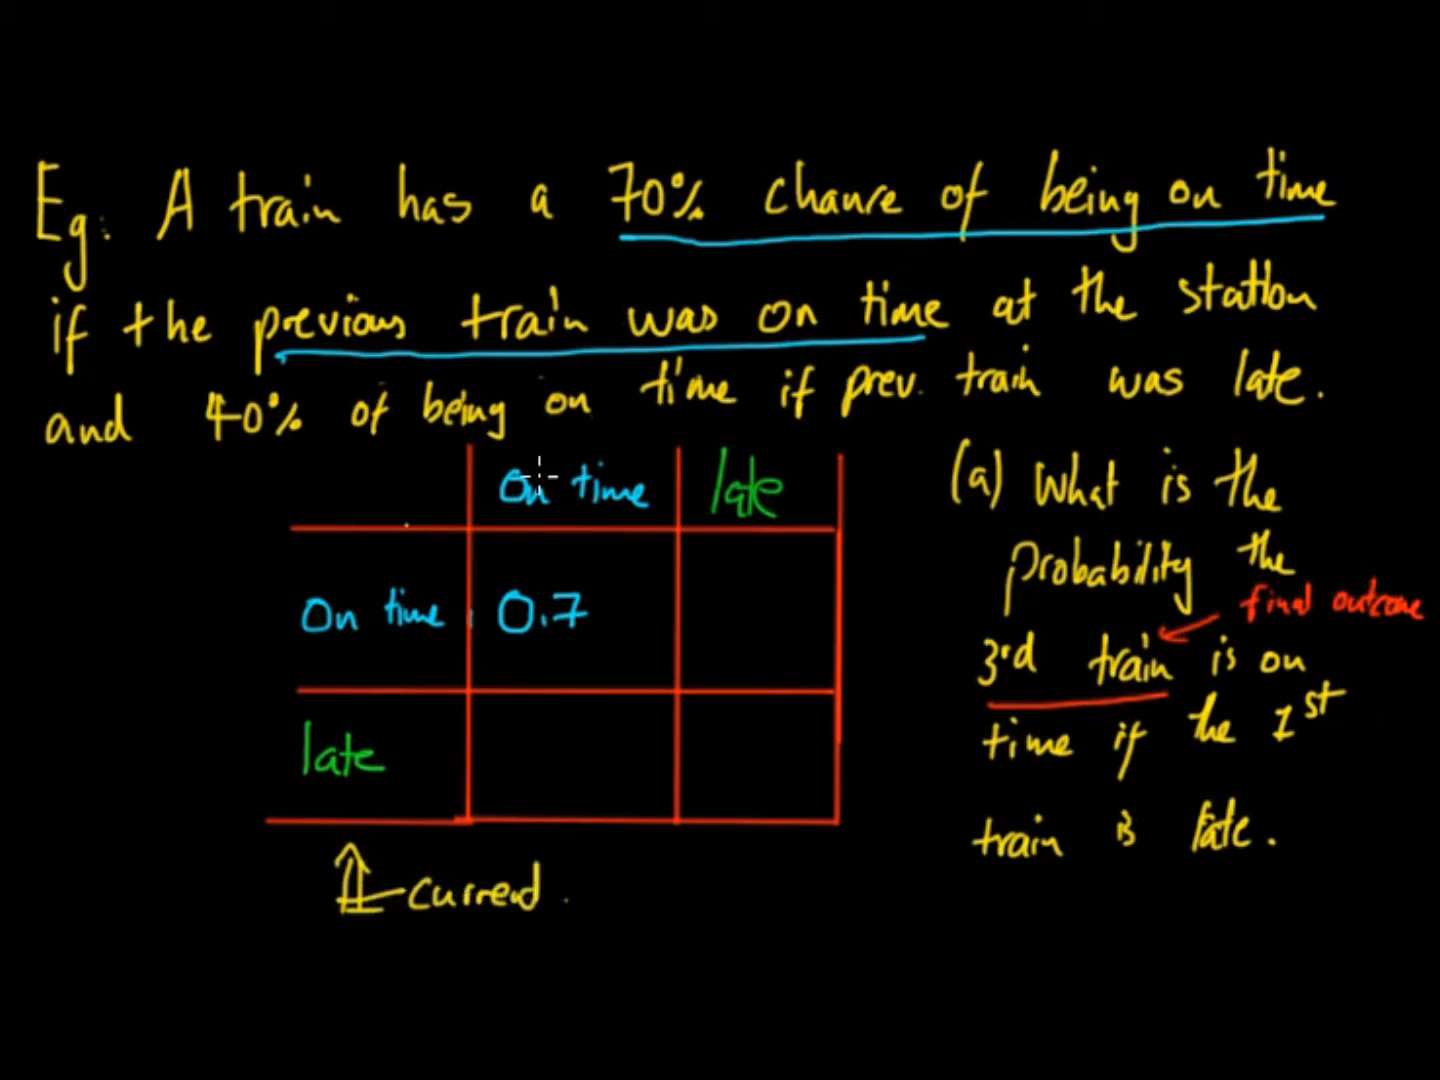 Eg: A train has a 70% chance of being on time
if the previous train was on time at the station
and 40% of being on time if prev. train was late.
on time late
on time 0.7
late
current.
(a) What is the
probability the
final outcome
3rd train is on
time if the 1st
train is late.